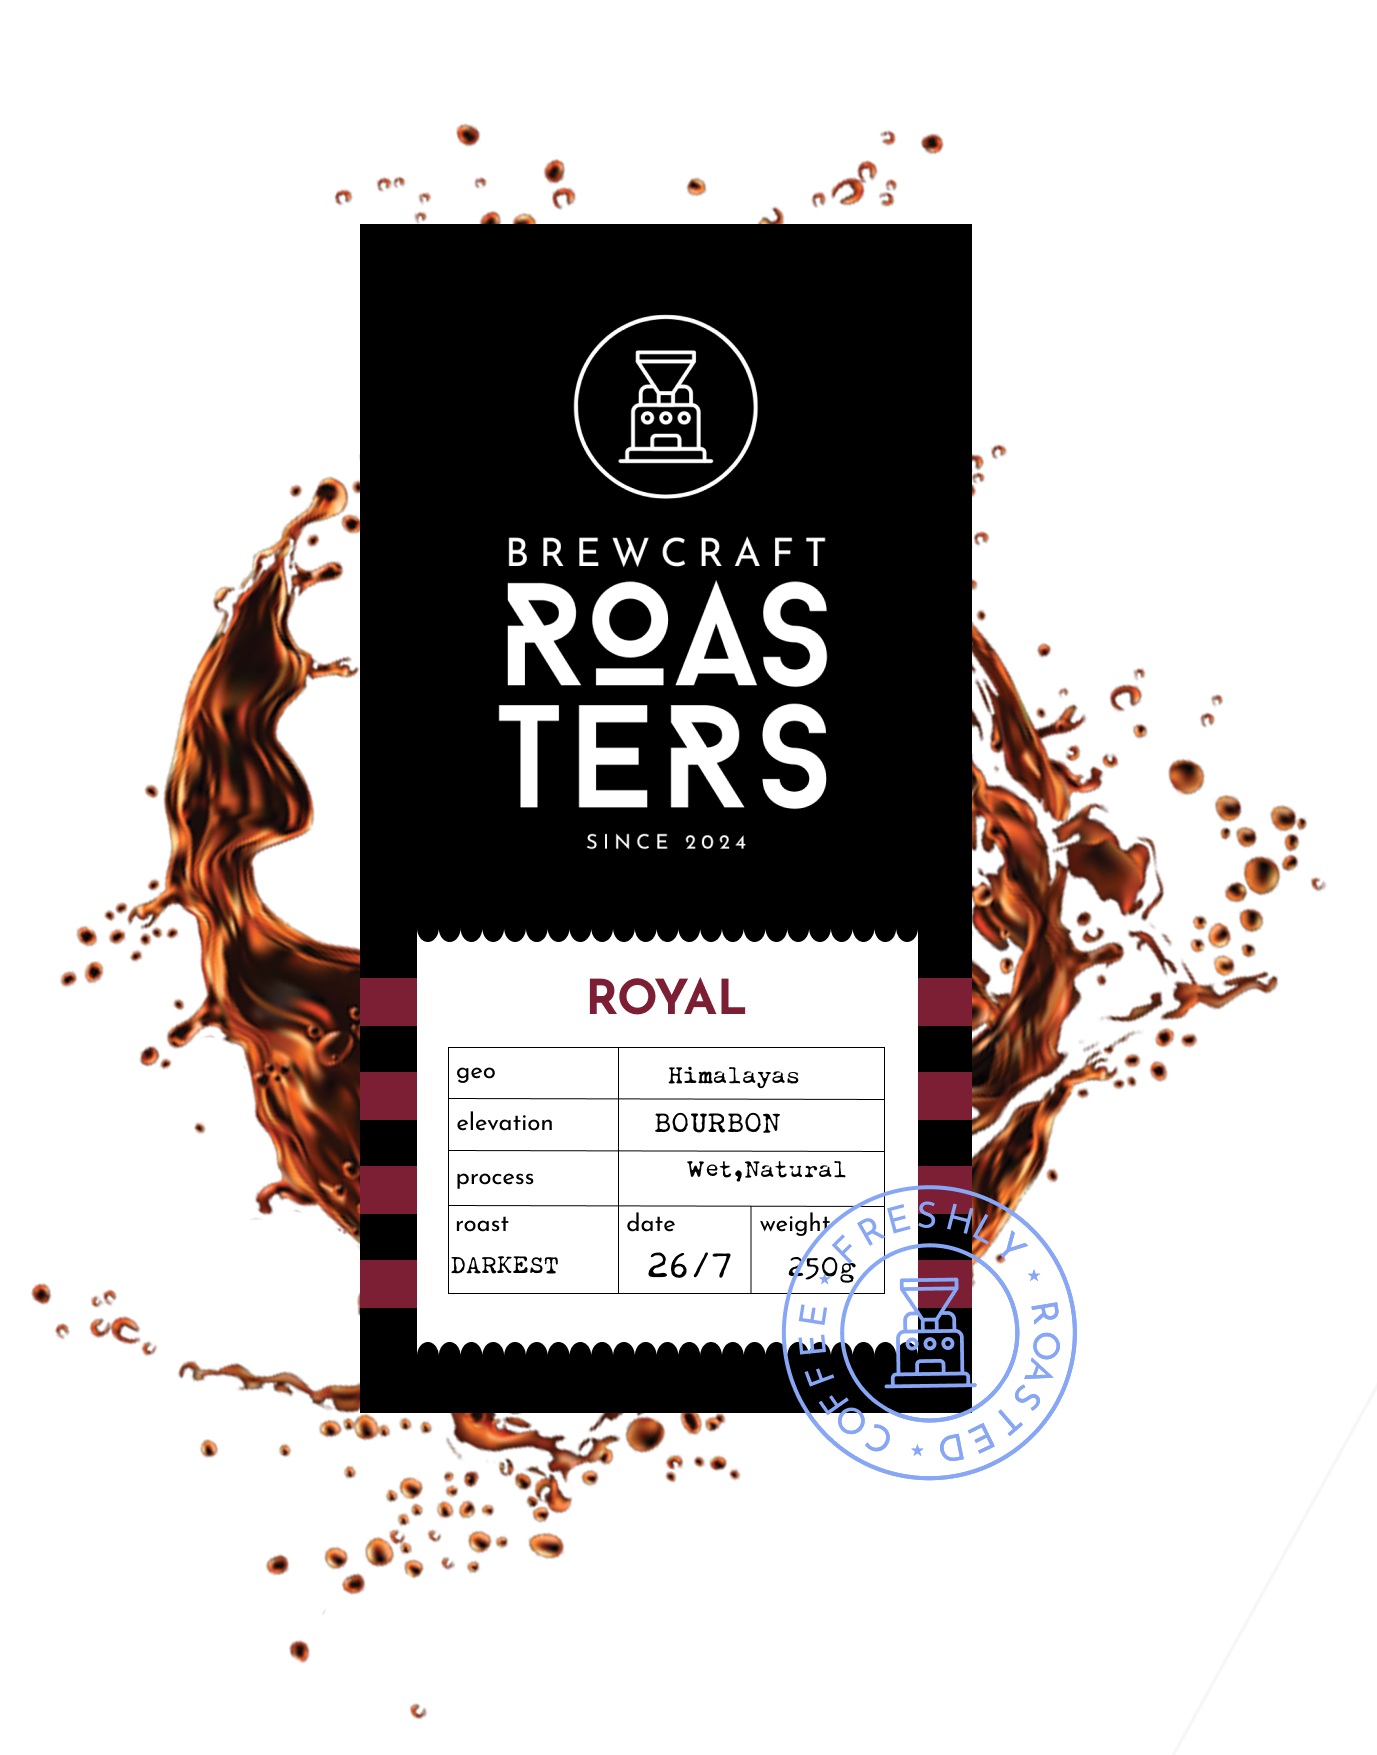 BREWCRAFT
ROAS
TERS
SINCE 2024
ROYAL
geo Himalayas
elevation BOURBON
process Wet,Natural
roast date weight
DARKEST 26/7 250g
FRESHLY ★ ROASTED ★ COFFEE ★